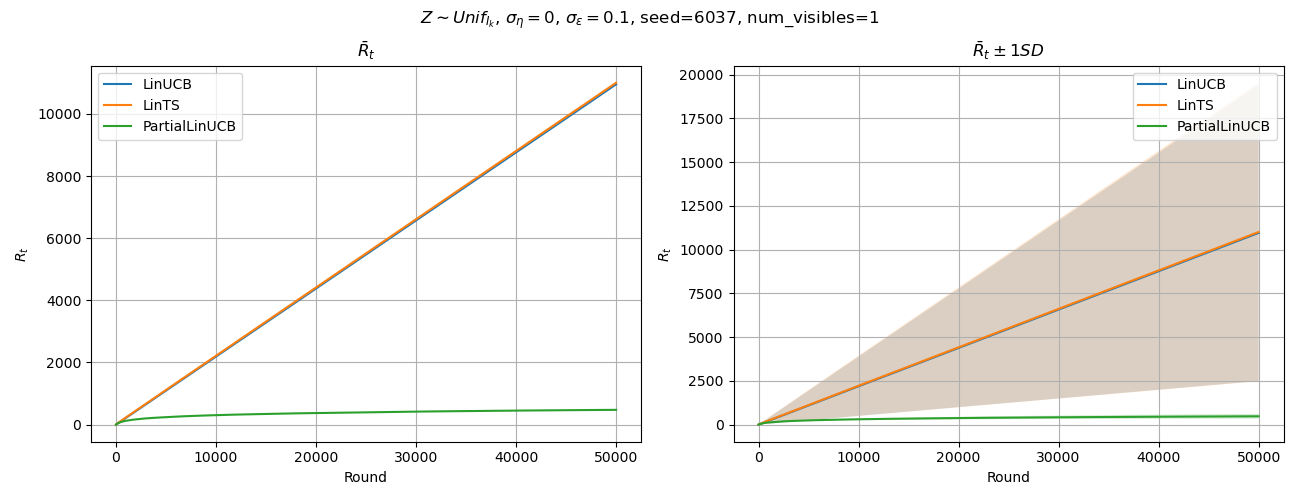 Z ∼ Unif_{I_k}, σ_η = 0, σ_ε = 0.1, seed=6037, num_visibles=1
R̄_t
R_t
10000
8000
6000
4000
2000
0
LinUCB
LinTS
PartialLinUCB
0 10000 20000 30000 40000 50000
Round
R̄_t ± 1SD
R_t
20000
17500
15000
12500
10000
7500
5000
2500
0
LinUCB
LinTS
PartialLinUCB
0 10000 20000 30000 40000 50000
Round